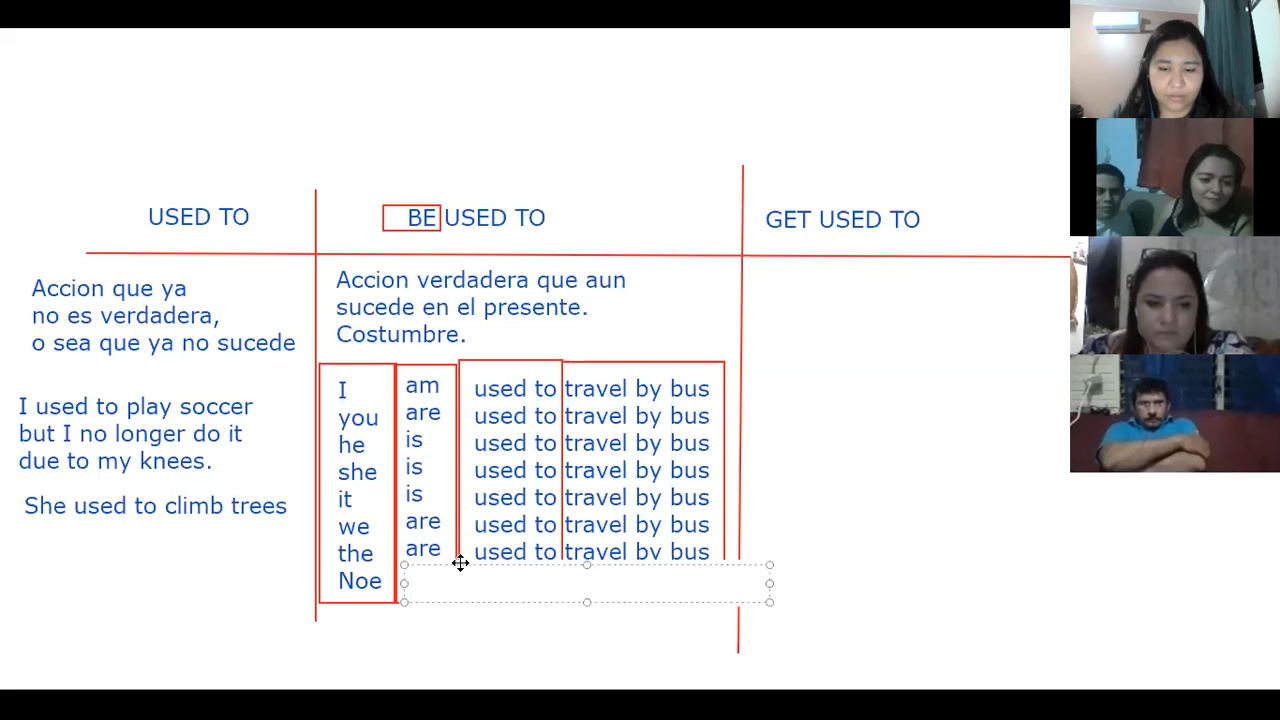 USED TO
BE USED TO
GET USED TO
Accion que ya
no es verdadera,
o sea que ya no sucede
I used to play soccer
but I no longer do it
due to my knees.
She used to climb trees
Accion verdadera que aun
sucede en el presente.
Costumbre.
I am used to travel by bus
you are used to travel by bus
he is used to travel by bus
she is used to travel by bus
it is used to travel by bus
we are used to travel by bus
the are used to travel by bus
Noe